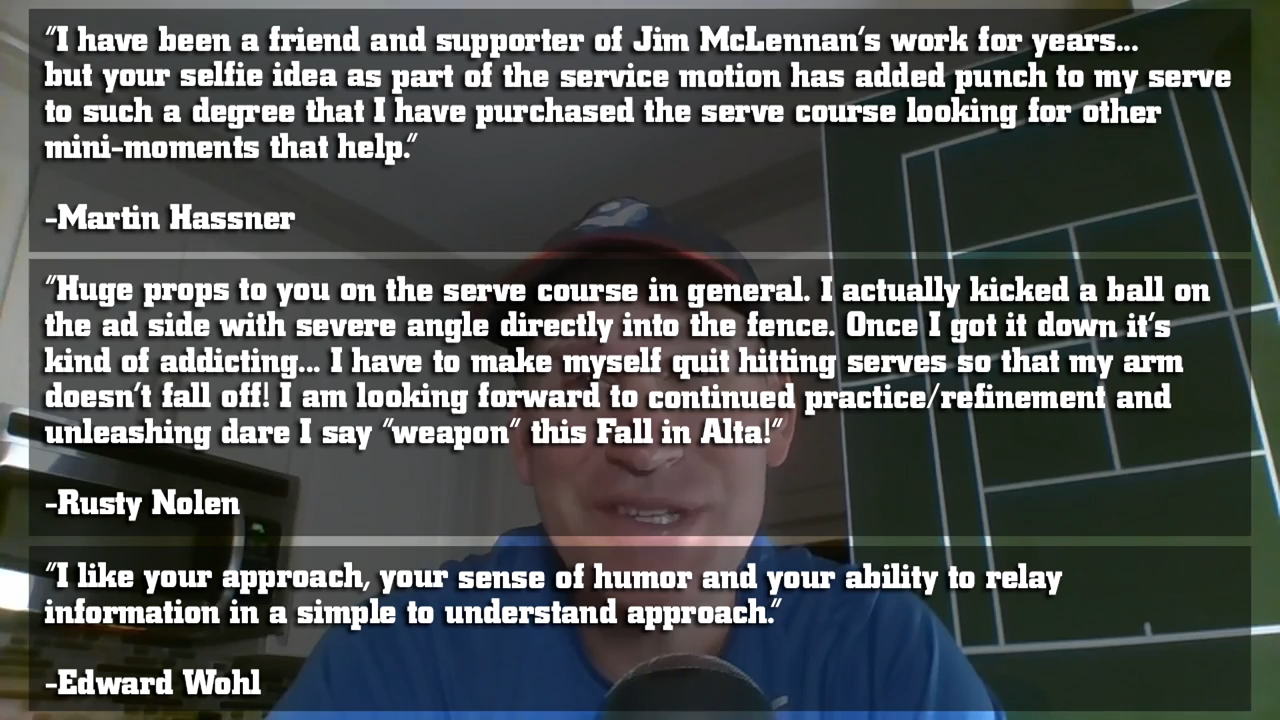 "I have been a friend and supporter of Jim McLennan's work for years...
but your selfie idea as part of the service motion has added punch to my serve
to such a degree that I have purchased the serve course looking for other
mini-moments that help."
-Martin Hassner
"Huge props to you on the serve course in general. I actually kicked a ball on
the ad side with severe angle directly into the fence. Once I got it down it's
kind of addicting... I have to make myself quit hitting serves so that my arm
doesn't fall off! I am looking forward to continued practice/refinement and
unleashing dare I say "weapon" this Fall in Alta!"
-Rusty Nolen
"I like your approach, your sense of humor and your ability to relay
information in a simple to understand approach."
-Edward Wohl